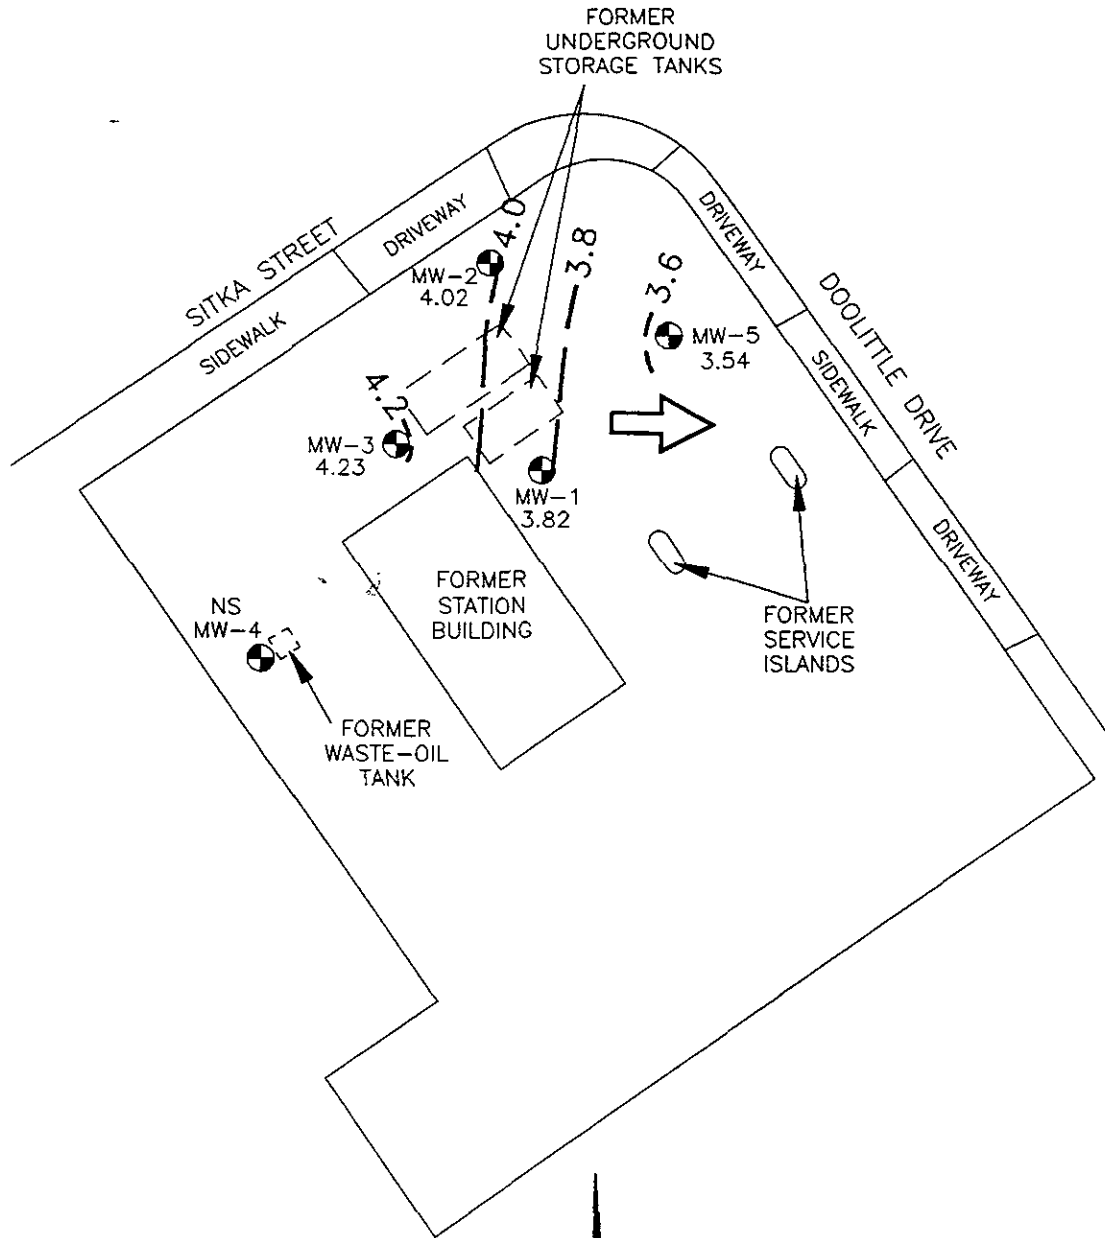 FORMER
UNDERGROUND
STORAGE TANKS
SITKA STREET
DRIVEWAY
SIDEWALK
DRIVEWAY
DOOLITTLE DRIVE
SIDEWALK
DRIVEWAY
4.0
3.8
3.6
4.2
MW-2
4.02
MW-5
3.54
MW-3
4.23
MW-1
3.82
NS
MW-4
FORMER
STATION
BUILDING
FORMER
SERVICE
ISLANDS
FORMER
WASTE-OIL
TANK